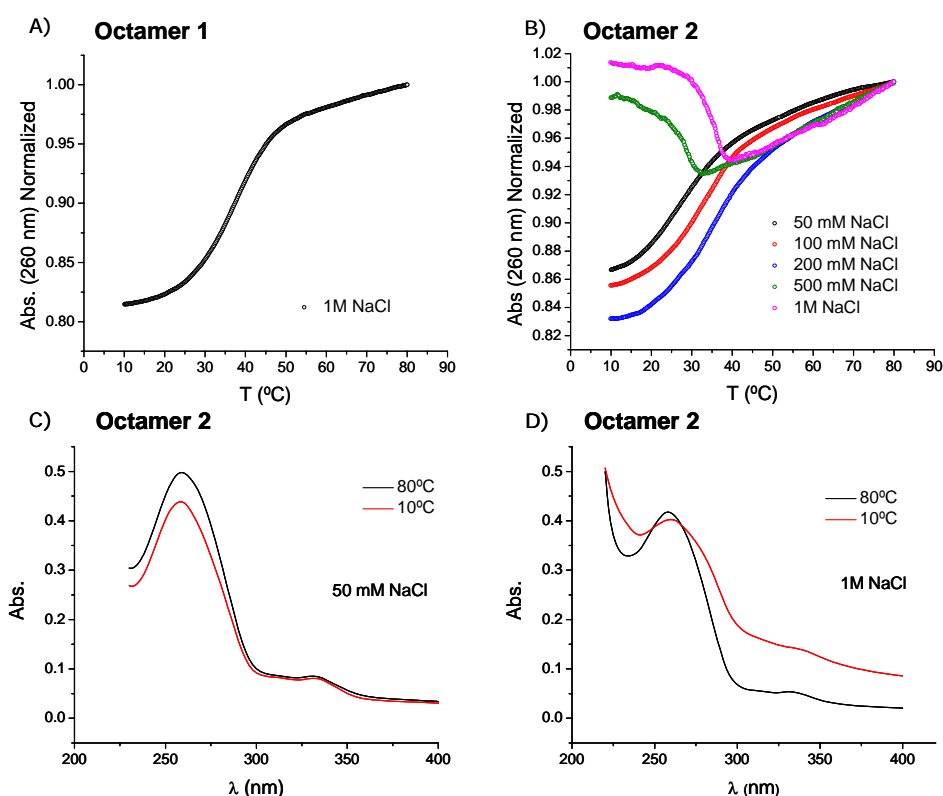 A) Octamer 1
Abs. (260 nm) Normalized
1.00
0.95
0.90
0.85
0.80
1M NaCl
0 10 20 30 40 50 60 70 80 90
T (ºC)
B) Octamer 2
Abs (260 nm) Normalized
1.02
1.00
0.98
0.96
0.94
0.92
0.90
0.88
0.86
0.84
0.82
50 mM NaCl
100 mM NaCl
200 mM NaCl
500 mM NaCl
1M NaCl
0 10 20 30 40 50 60 70 80 90
T (ºC)
C) Octamer 2
Abs.
0.5
0.4
0.3
0.2
0.1
0.0
80ºC
10ºC
50 mM NaCl
200 250 300 350 400
λ (nm)
D) Octamer 2
Abs.
0.5
0.4
0.3
0.2
0.1
0.0
80ºC
10ºC
1M NaCl
200 250 300 350 400
λ (nm)